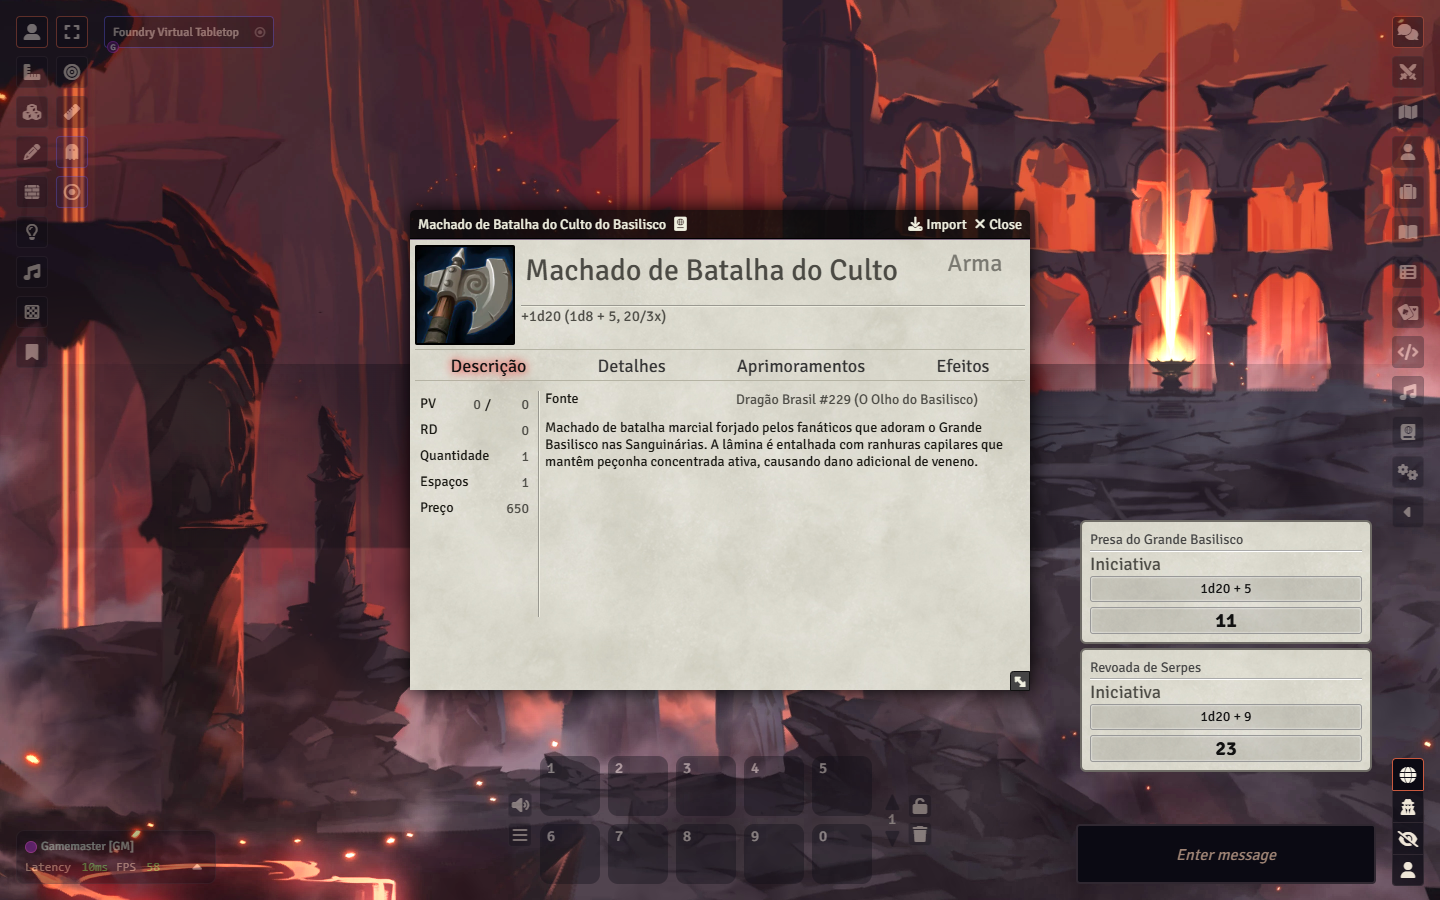 Foundry Virtual Tabletop
G
Machado de Batalha do Culto do Basilisco
Import
Close
Machado de Batalha do Culto
Arma
+1d20 (1d8 + 5, 20/3x)
Descrição
Detalhes
Aprimoramentos
Efeitos
PV 0 / 0
RD 0
Quantidade 1
Espaços 1
Preço 650
Fonte Dragão Brasil #229 (O Olho do Basilisco)
Machado de batalha marcial forjado pelos fanáticos que adoram o Grande
Basilisco nas Sanguinárias. A lâmina é entalhada com ranhuras capilares que
mantêm peçonha concentrada ativa, causando dano adicional de veneno.
Presa do Grande Basilisco
Iniciativa
1d20 + 5
11
Revoada de Serpes
Iniciativa
1d20 + 9
23
1 2 3 4 5
1
6 7 8 9 0
Gamemaster [GM]
Latency 10ms FPS 58
Enter message